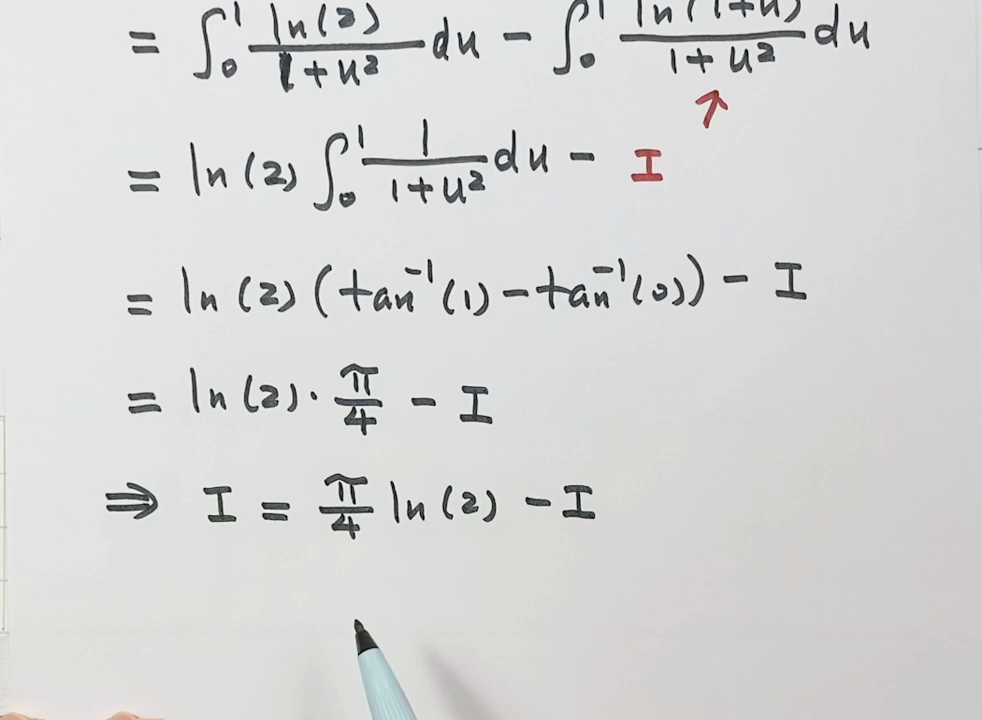 = ∫₀¹ ln(2)/(1+u²) du − ∫₀¹ ln(1+u)/(1+u²) du
↑
= ln(2) ∫₀¹ 1/(1+u²) du − I
= ln(2) (tan⁻¹(1) − tan⁻¹(0)) − I
= ln(2) · π/4 − I
⇒ I = π/4 ln(2) − I